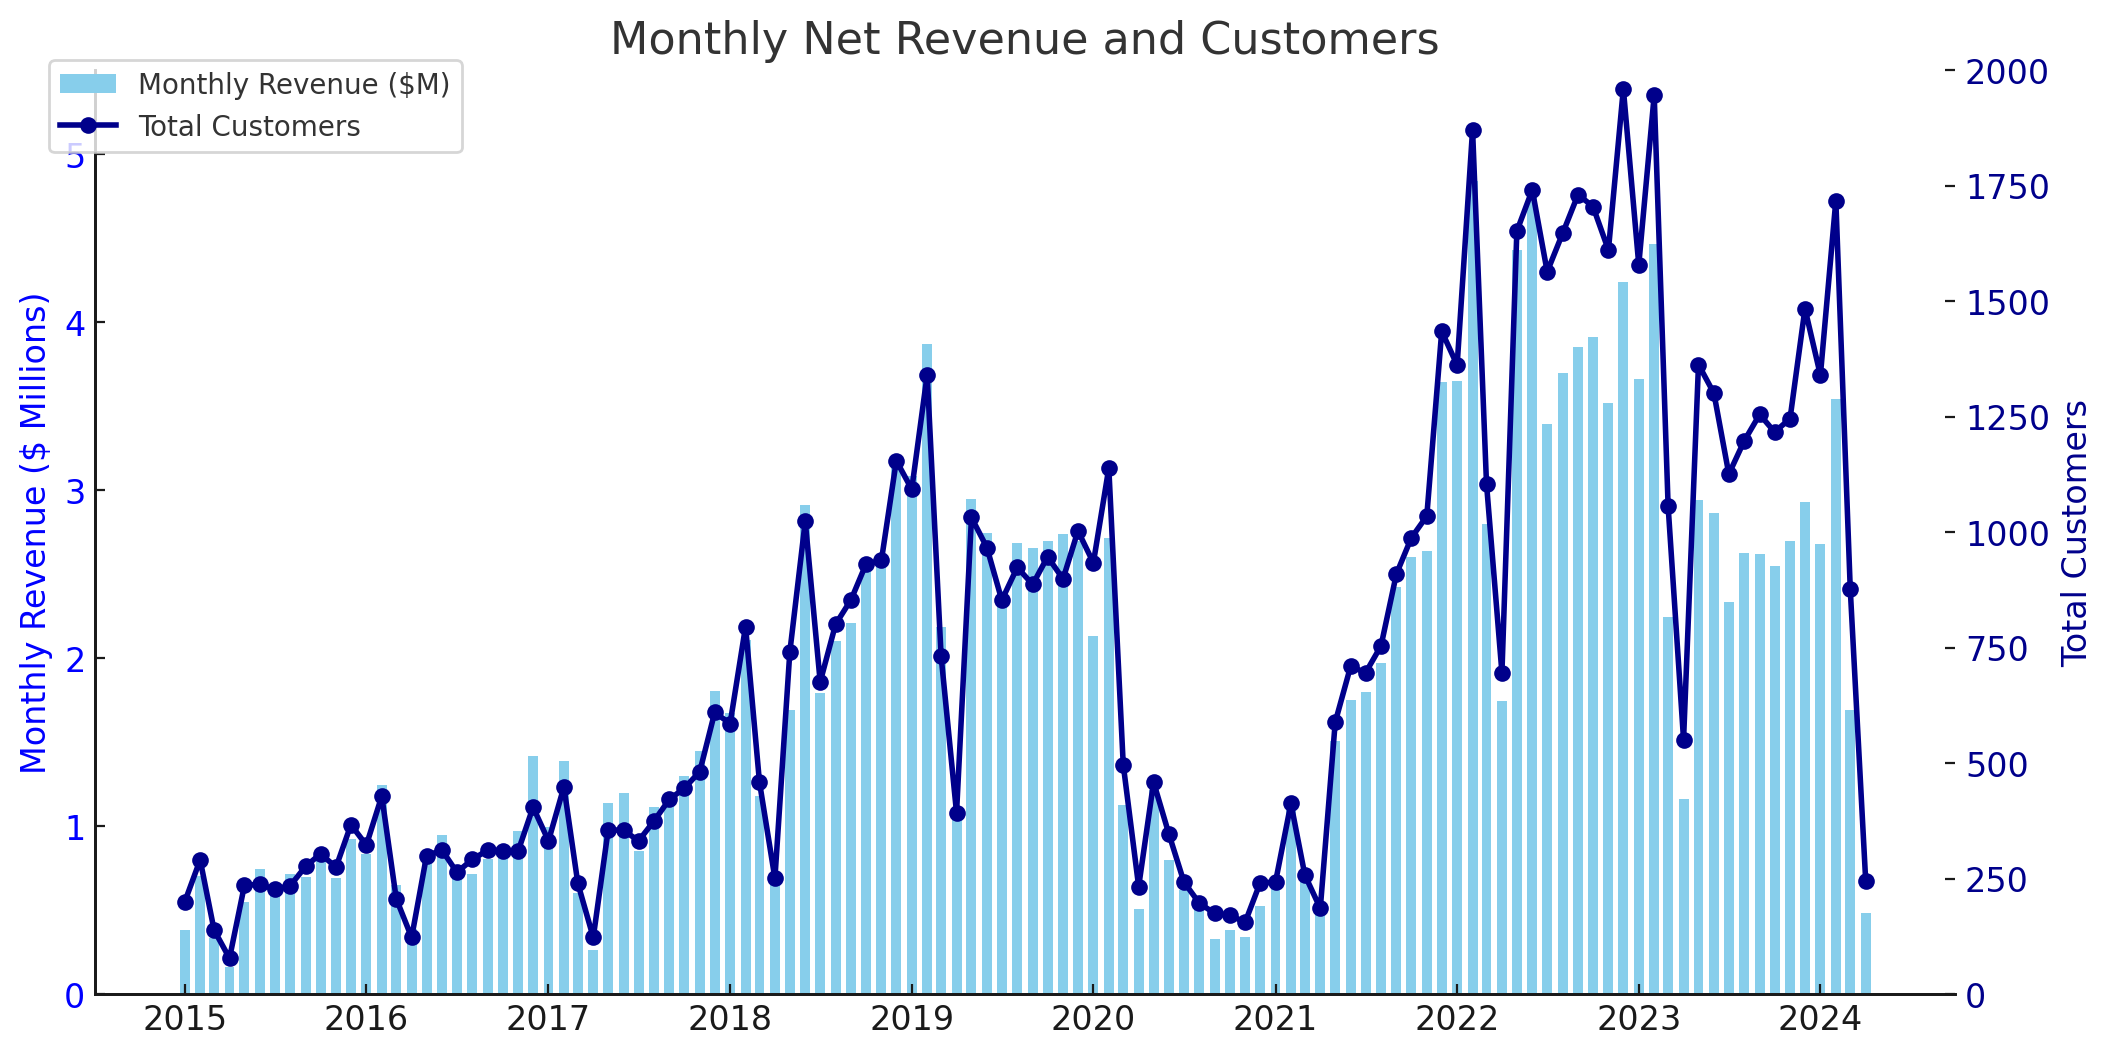 Monthly Net Revenue and Customers
Monthly Revenue ($M)
Total Customers
Monthly Revenue ($ Millions)
5
4
3
2
1
0
2000
1750
1500
1250
1000
750
500
250
0
Total Customers
2015 2016 2017 2018 2019 2020 2021 2022 2023 2024